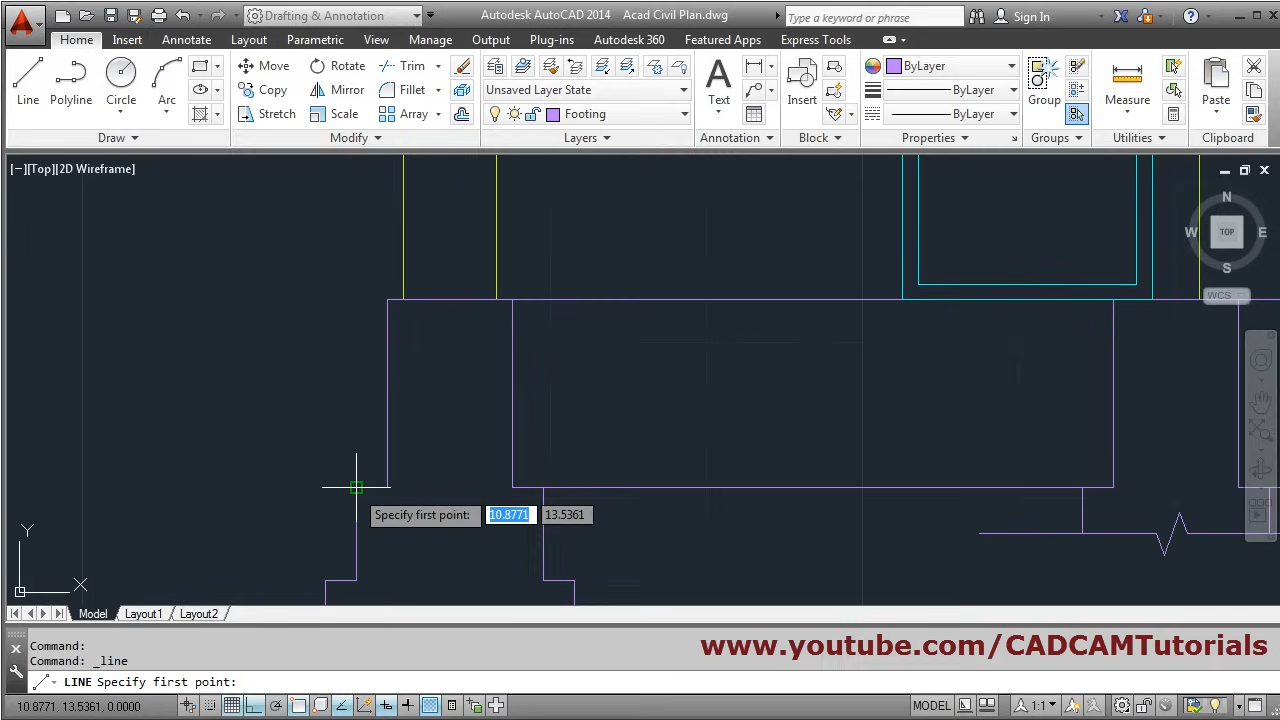 Drafting & Annotation
Autodesk AutoCAD 2014 Acad Civil Plan.dwg
Type a keyword or phrase
Sign In
Home Insert Annotate Layout Parametric View Manage Output Plug-ins Autodesk 360 Featured Apps Express Tools
Line
Polyline
Circle
Arc
Move
Rotate
Trim
Copy
Mirror
Fillet
Stretch
Scale
Array
Unsaved Layer State
Footing
Text
Insert
ByLayer
ByLayer
ByLayer
Group
Measure
Paste
Draw
Modify
Layers
Annotation
Block
Properties
Groups
Utilities
Clipboard
[−][Top][2D Wireframe]
N
W TOP E
S
WCS
Specify first point: 10.8771 13.5361
Y
X
Model Layout1 Layout2
Command:
Command: _line
LINE Specify first point:
www.youtube.com/CADCAMTutorials
10.8771, 13.5361, 0.0000
MODEL
1:1